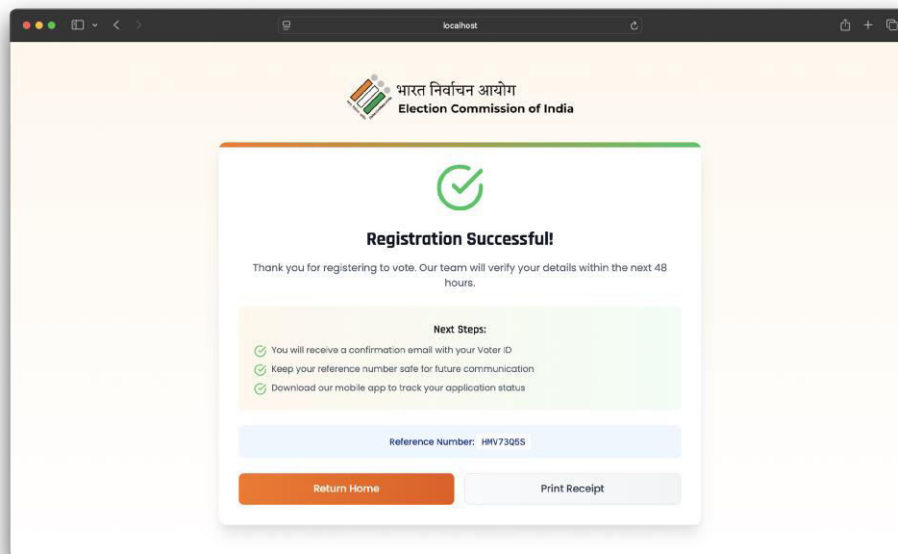 localhost
भारत निर्वाचन आयोग
Election Commission of India
Registration Successful!
Thank you for registering to vote. Our team will verify your details within the next 48
hours.
Next Steps:
You will receive a confirmation email with your Voter ID
Keep your reference number safe for future communication
Download our mobile app to track your application status
Reference Number: HMV73Q5S
Return Home
Print Receipt